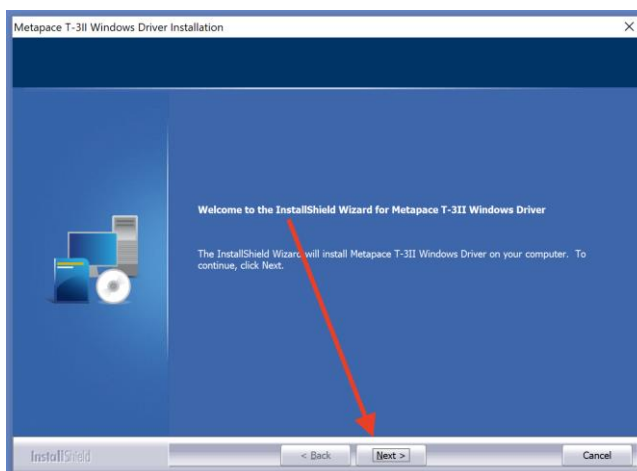 Metapace T-3II Windows Driver Installation
Welcome to the InstallShield Wizard for Metapace T-3II Windows Driver
The InstallShield Wizard will install Metapace T-3II Windows Driver on your computer. To
continue, click Next.
InstallShield
< Back
Next >
Cancel